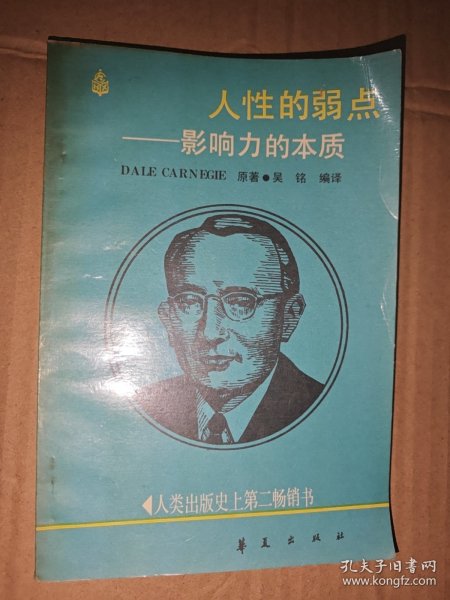 人性的弱点
——影响力的本质
DALE CARNEGIE 原著●吴 铭 编译
◀人类出版史上第二畅销书
华夏出版社
孔夫子旧书网
www.kongfz.com